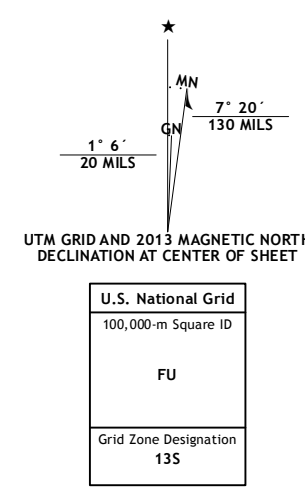 MN
GN
7° 20´
130 MILS
1° 6´
20 MILS
UTM GRID AND 2013 MAGNETIC NORTH
DECLINATION AT CENTER OF SHEET
U.S. National Grid
100,000-m Square ID
FU
Grid Zone Designation
13S